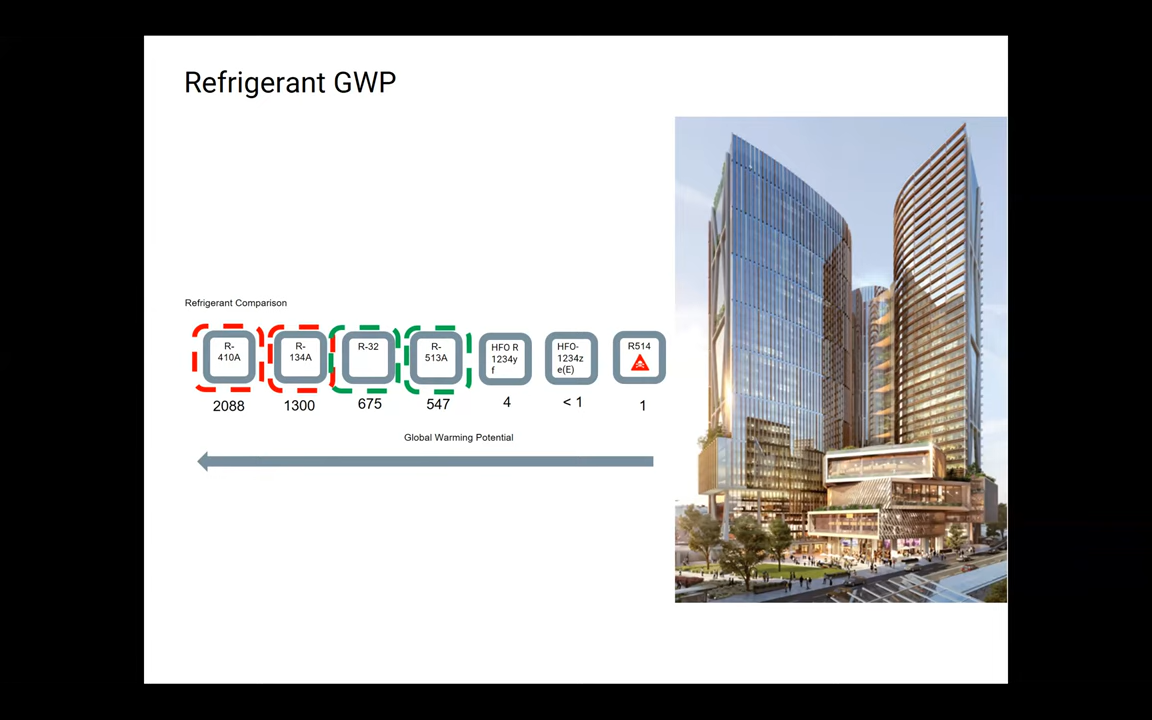 Refrigerant GWP
Refrigerant Comparison
R-
410A
R-
134A
R-32
R-
513A
HFO R
1234y
f
HFO-
1234z
e(E)
R514
2088
1300
675
547
4
< 1
1
Global Warming Potential